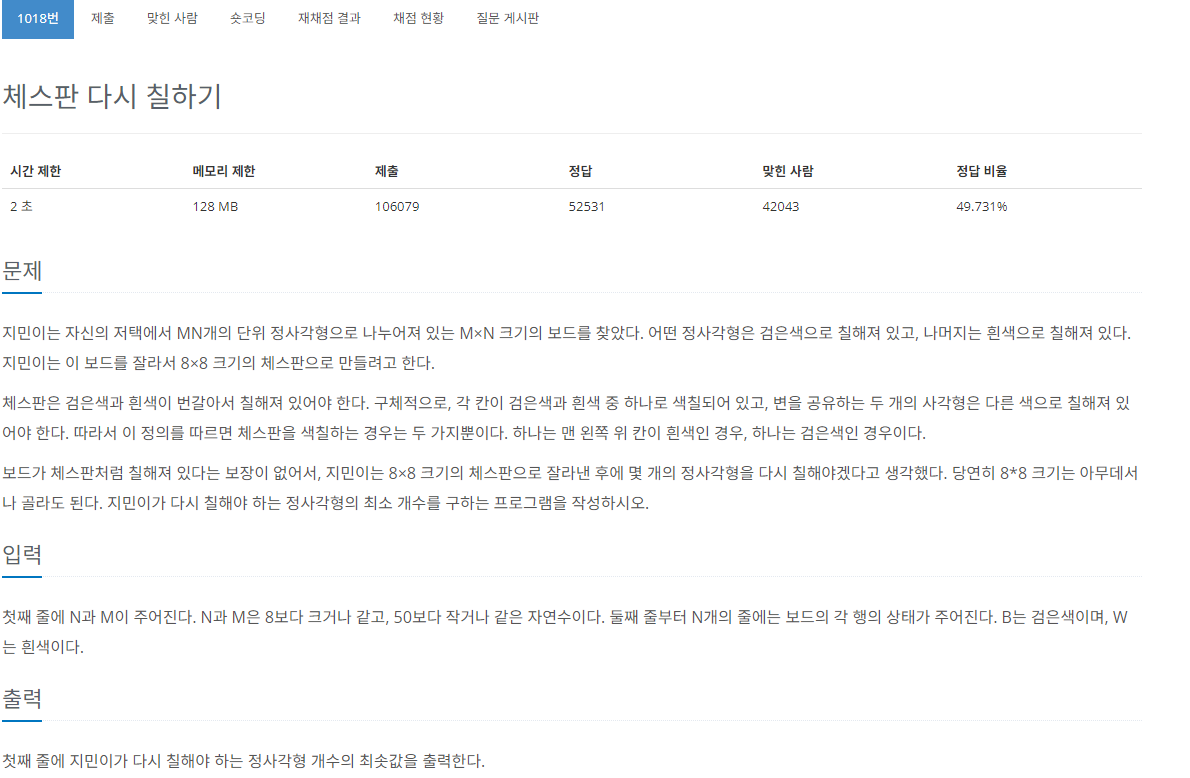 1018번 제출 맞힌 사람 숏코딩 재채점 결과 채점 현황 질문 게시판
체스판 다시 칠하기
시간 제한 메모리 제한 제출 정답 맞힌 사람 정답 비율
2 초 128 MB 106079 52531 42043 49.731%
문제
지민이는 자신의 저택에서 MN개의 단위 정사각형으로 나누어져 있는 M×N 크기의 보드를 찾았다. 어떤 정사각형은 검은색으로 칠해져 있고, 나머지는 흰색으로 칠해져 있다.
지민이는 이 보드를 잘라서 8×8 크기의 체스판으로 만들려고 한다.
체스판은 검은색과 흰색이 번갈아서 칠해져 있어야 한다. 구체적으로, 각 칸이 검은색과 흰색 중 하나로 색칠되어 있고, 변을 공유하는 두 개의 사각형은 다른 색으로 칠해져 있
어야 한다. 따라서 이 정의를 따르면 체스판을 색칠하는 경우는 두 가지뿐이다. 하나는 맨 왼쪽 위 칸이 흰색인 경우, 하나는 검은색인 경우이다.
보드가 체스판처럼 칠해져 있다는 보장이 없어서, 지민이는 8×8 크기의 체스판으로 잘라낸 후에 몇 개의 정사각형을 다시 칠해야겠다고 생각했다. 당연히 8*8 크기는 아무데서
나 골라도 된다. 지민이가 다시 칠해야 하는 정사각형의 최소 개수를 구하는 프로그램을 작성하시오.
입력
첫째 줄에 N과 M이 주어진다. N과 M은 8보다 크거나 같고, 50보다 작거나 같은 자연수이다. 둘째 줄부터 N개의 줄에는 보드의 각 행의 상태가 주어진다. B는 검은색이며, W
는 흰색이다.
출력
첫째 줄에 지민이가 다시 칠해야 하는 정사각형 개수의 최솟값을 출력한다.